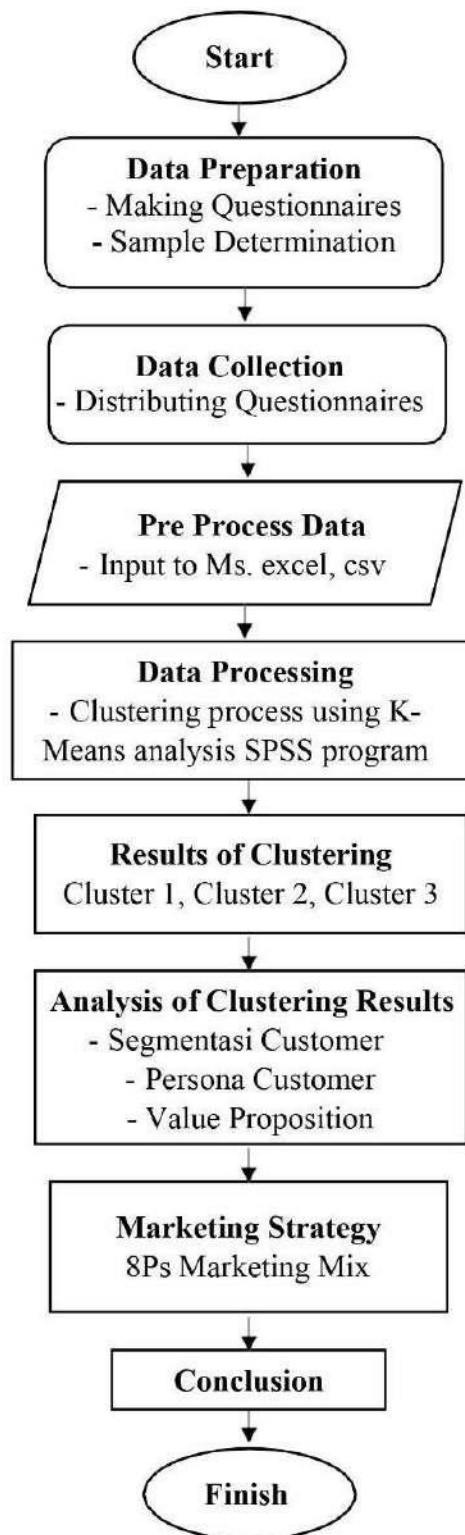 Start
Data Preparation
- Making Questionnaires
- Sample Determination
Data Collection
- Distributing Questionnaires
Pre Process Data
- Input to Ms. excel, csv
Data Processing
- Clustering process using K-
Means analysis SPSS program
Results of Clustering
Cluster 1, Cluster 2, Cluster 3
Analysis of Clustering Results
- Segmentasi Customer
- Persona Customer
- Value Proposition
Marketing Strategy
8Ps Marketing Mix
Conclusion
Finish